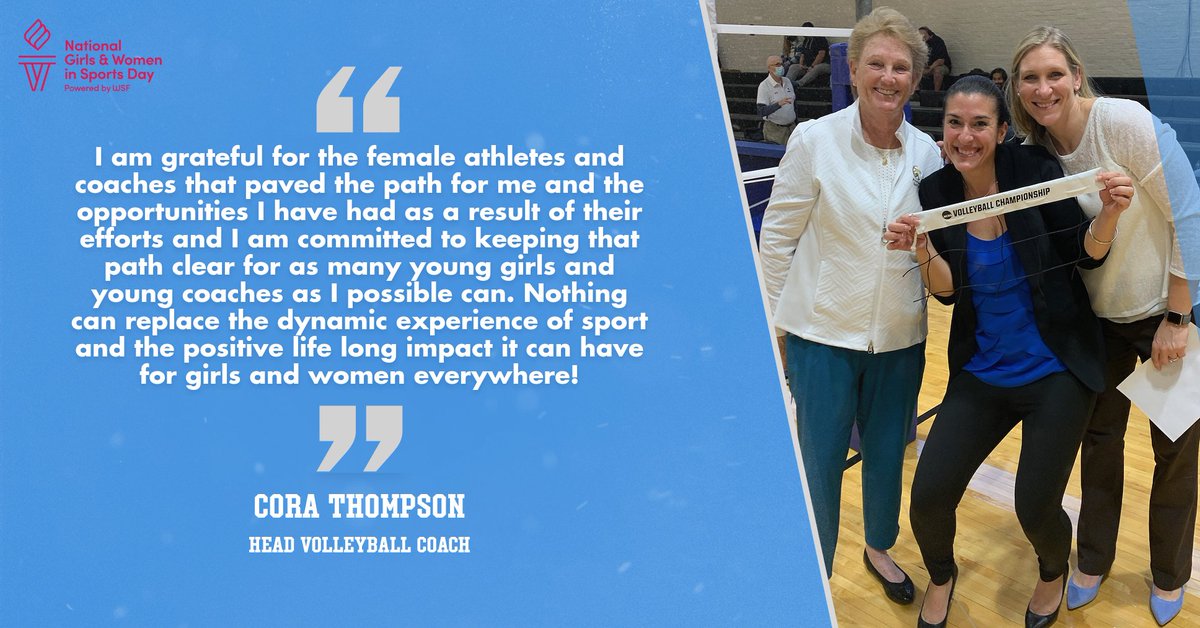 National
Girls & Women
in Sports Day
Powered by WSF
I am grateful for the female athletes and
coaches that paved the path for me and the
opportunities I have had as a result of their
efforts and I am committed to keeping that
path clear for as many young girls and
young coaches as I possible can. Nothing
can replace the dynamic experience of sport
and the positive life long impact it can have
for girls and women everywhere!
CORA THOMPSON
HEAD VOLLEYBALL COACH
VOLLEYBALL CHAMPIONSHIP